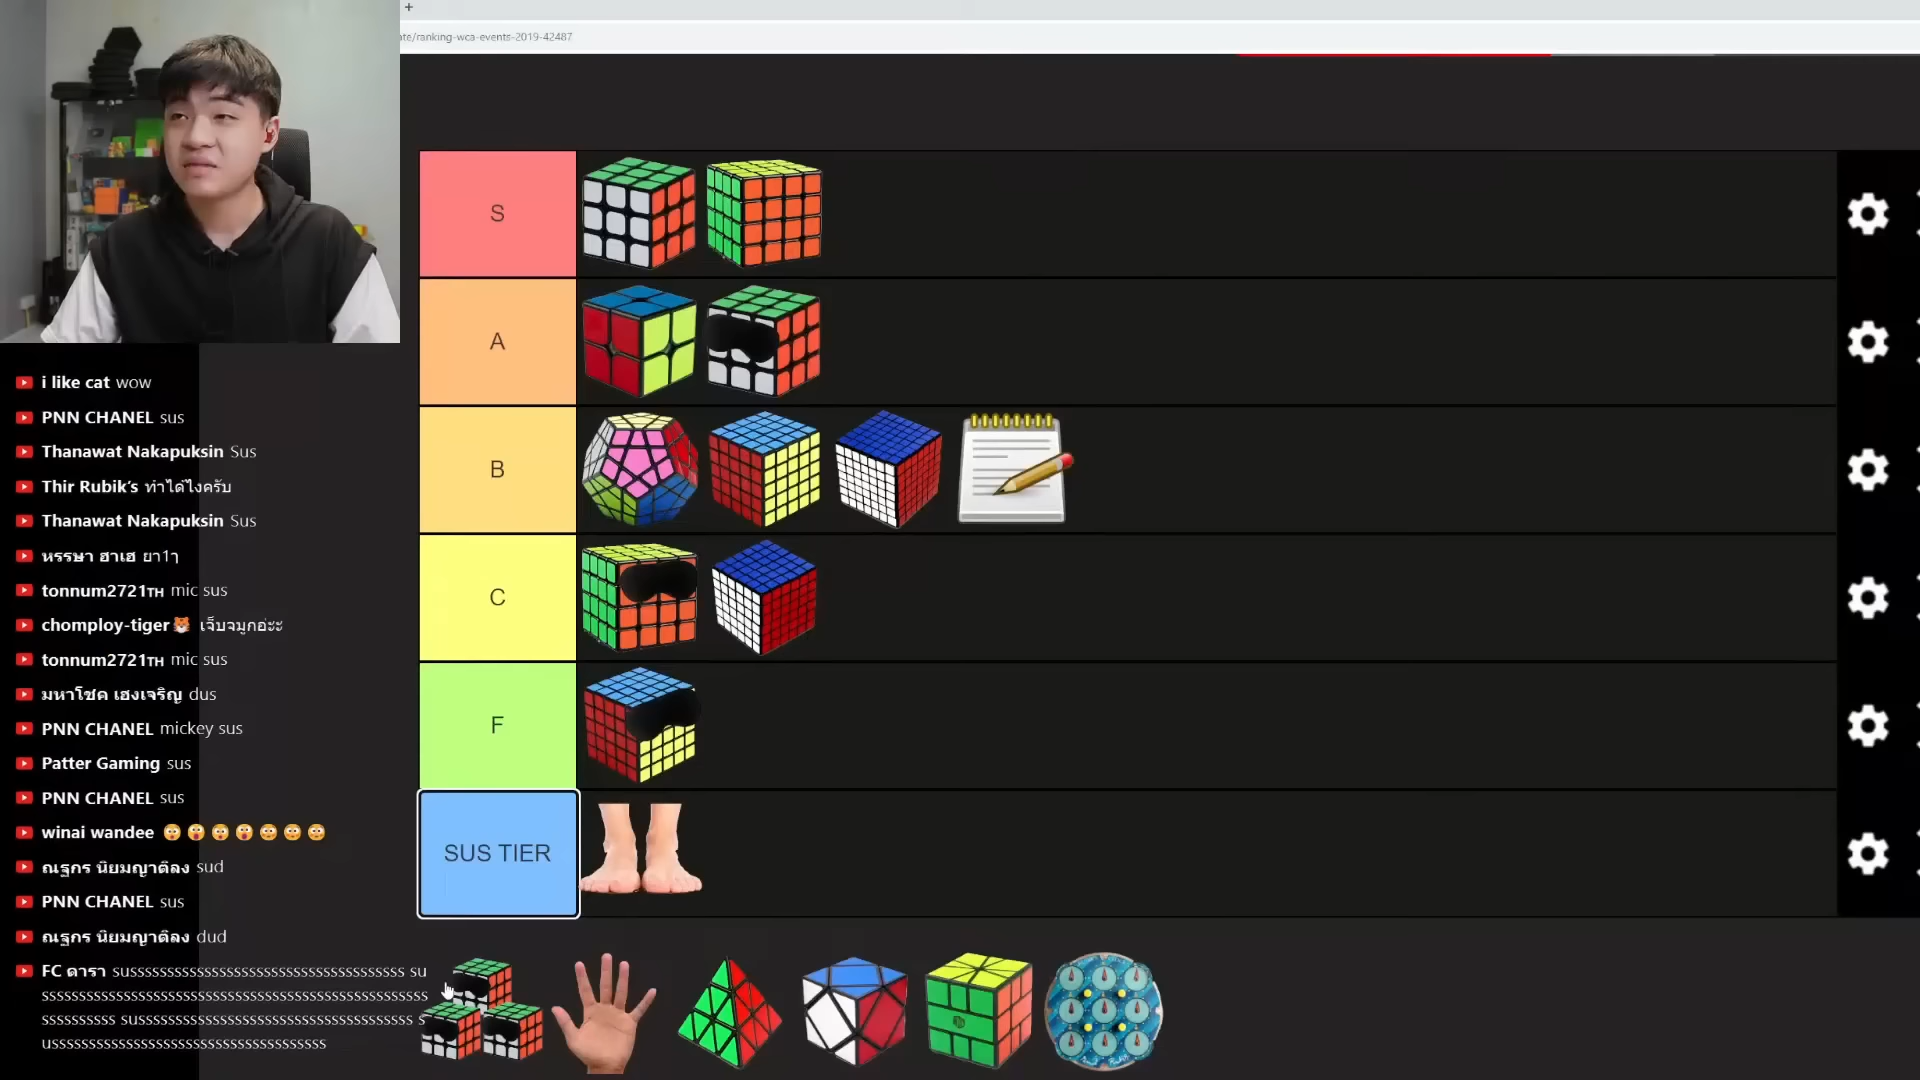 +
ate/ranking-wca-events-2019-42487
S
A
B
C
F
SUS TIER
i like cat wow
PNN CHANEL sus
Thanawat Nakapuksin Sus
Thir Rubik's ทำได้ไงครับ
Thanawat Nakapuksin Sus
หรรษา ฮาเฮ ยา1ๆ
tonnum2721TH mic sus
chomploy-tiger🐯 เจ็บจมูกอ่ะะ
tonnum2721TH mic sus
มหาโชค เฮงเจริญ dus
PNN CHANEL mickey sus
Patter Gaming sus
PNN CHANEL sus
winai wandee
ณฐกร นิยมญาติลง sud
PNN CHANEL sus
ณฐกร นิยมญาติลง dud
FC ดารา susssssssssssssssssssssssssssssssssssss su
ssssssssssssssssssssssssssssssssssssssssssssssssssss
ssssssssss susssssssssssssssssssssssssssssssssssss s
usssssssssssssssssssssssssssssssssssss